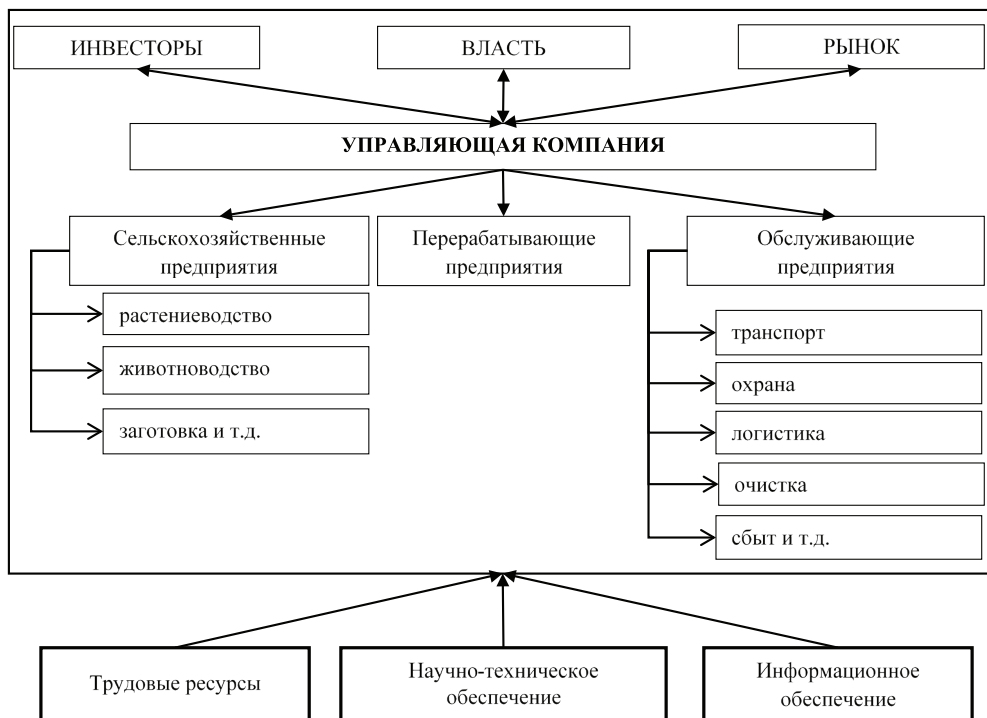 ИНВЕСТОРЫ
ВЛАСТЬ
РЫНОК
УПРАВЛЯЮЩАЯ КОМПАНИЯ
Сельскохозяйственные
предприятия
Перерабатывающие
предприятия
Обслуживающие
предприятия
растениеводство
животноводство
заготовка и т.д.
транспорт
охрана
логистика
очистка
сбыт и т.д.
Трудовые ресурсы
Научно-техническое
обеспечение
Информационное
обеспечение